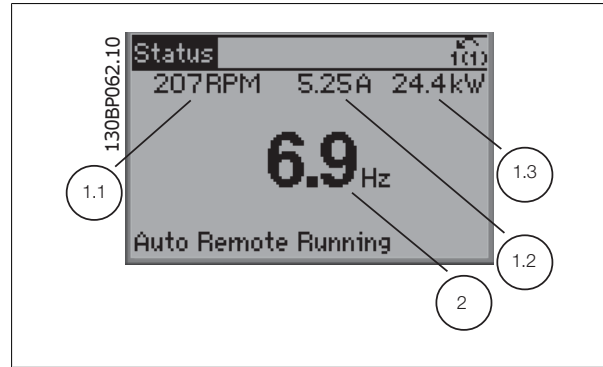 130BP062.10
Status
1(1)
207RPM 5.25A 24.4kW
6.9Hz
Auto Remote Running
1.1
1.3
1.2
2